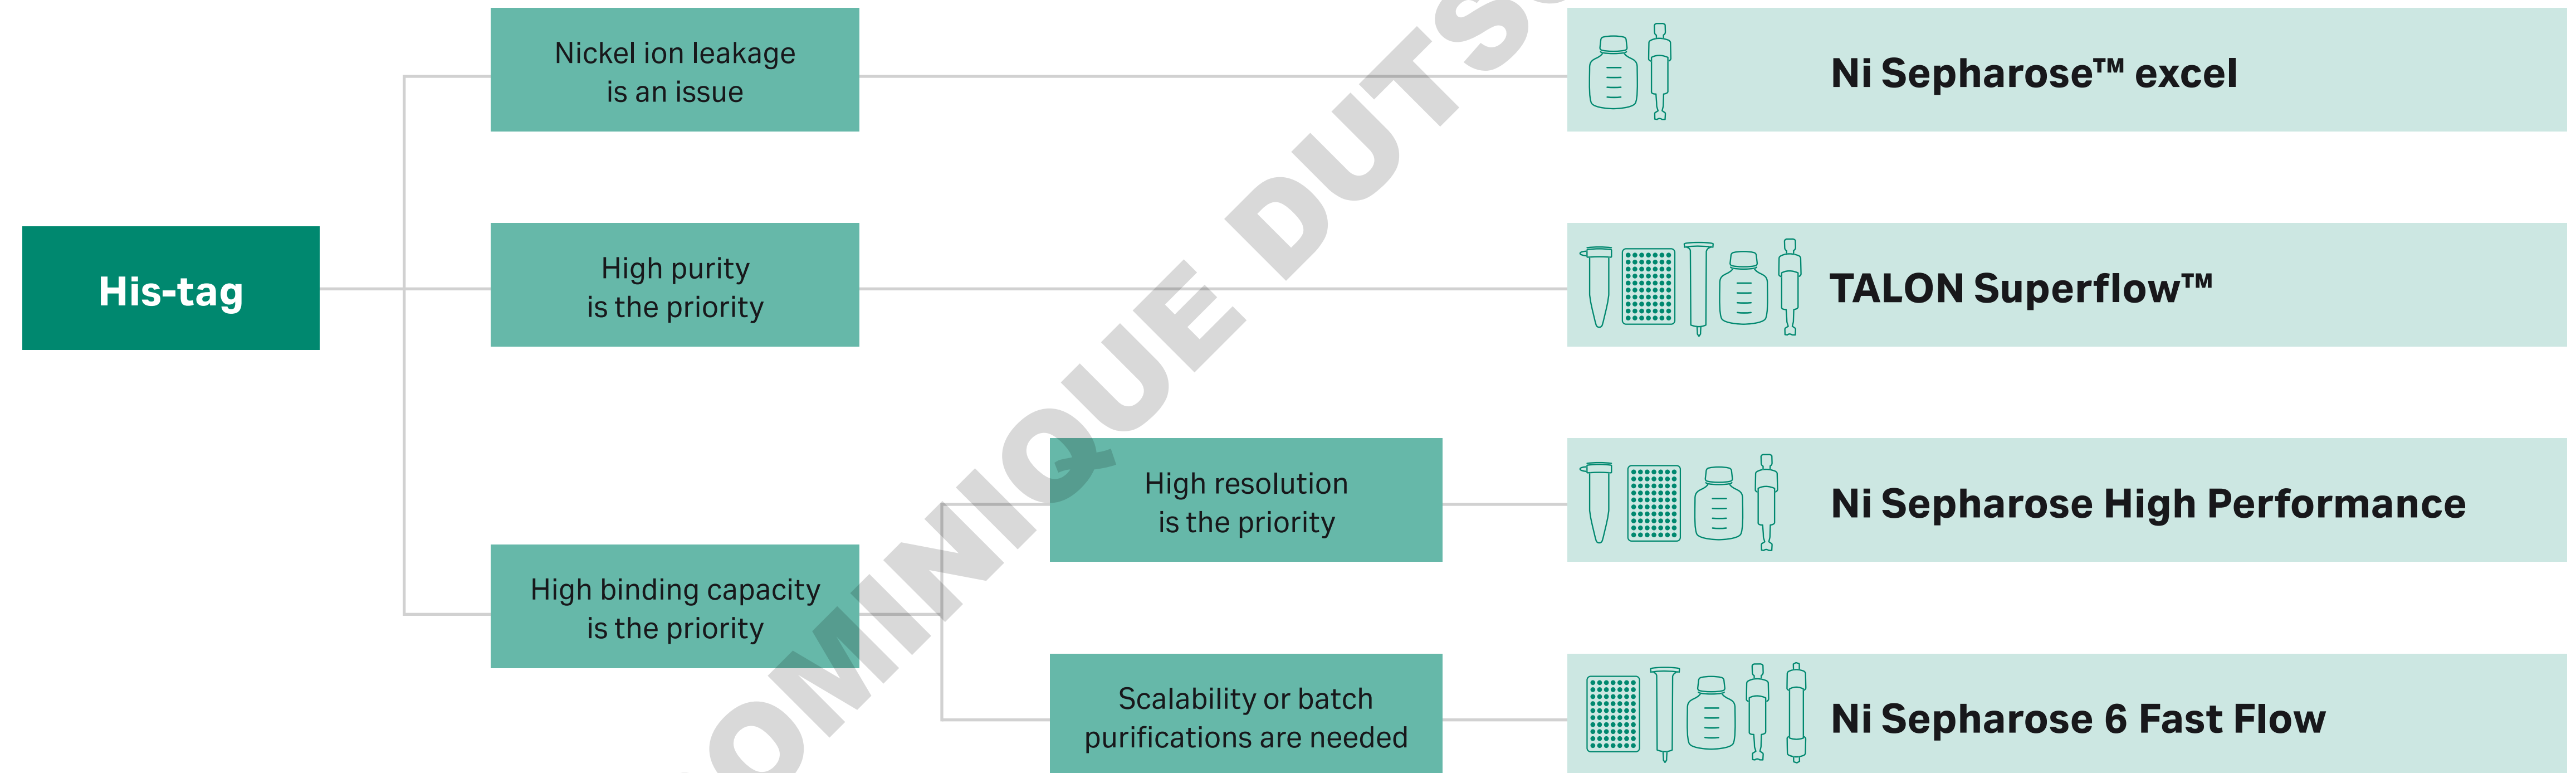 Nickel ion leakage
is an issue
Ni Sepharose™ excel
His-tag
High purity
is the priority
TALON Superflow™
High binding capacity
is the priority
High resolution
is the priority
Ni Sepharose High Performance
Scalability or batch
purifications are needed
Ni Sepharose 6 Fast Flow
OMINIQUE DUTS